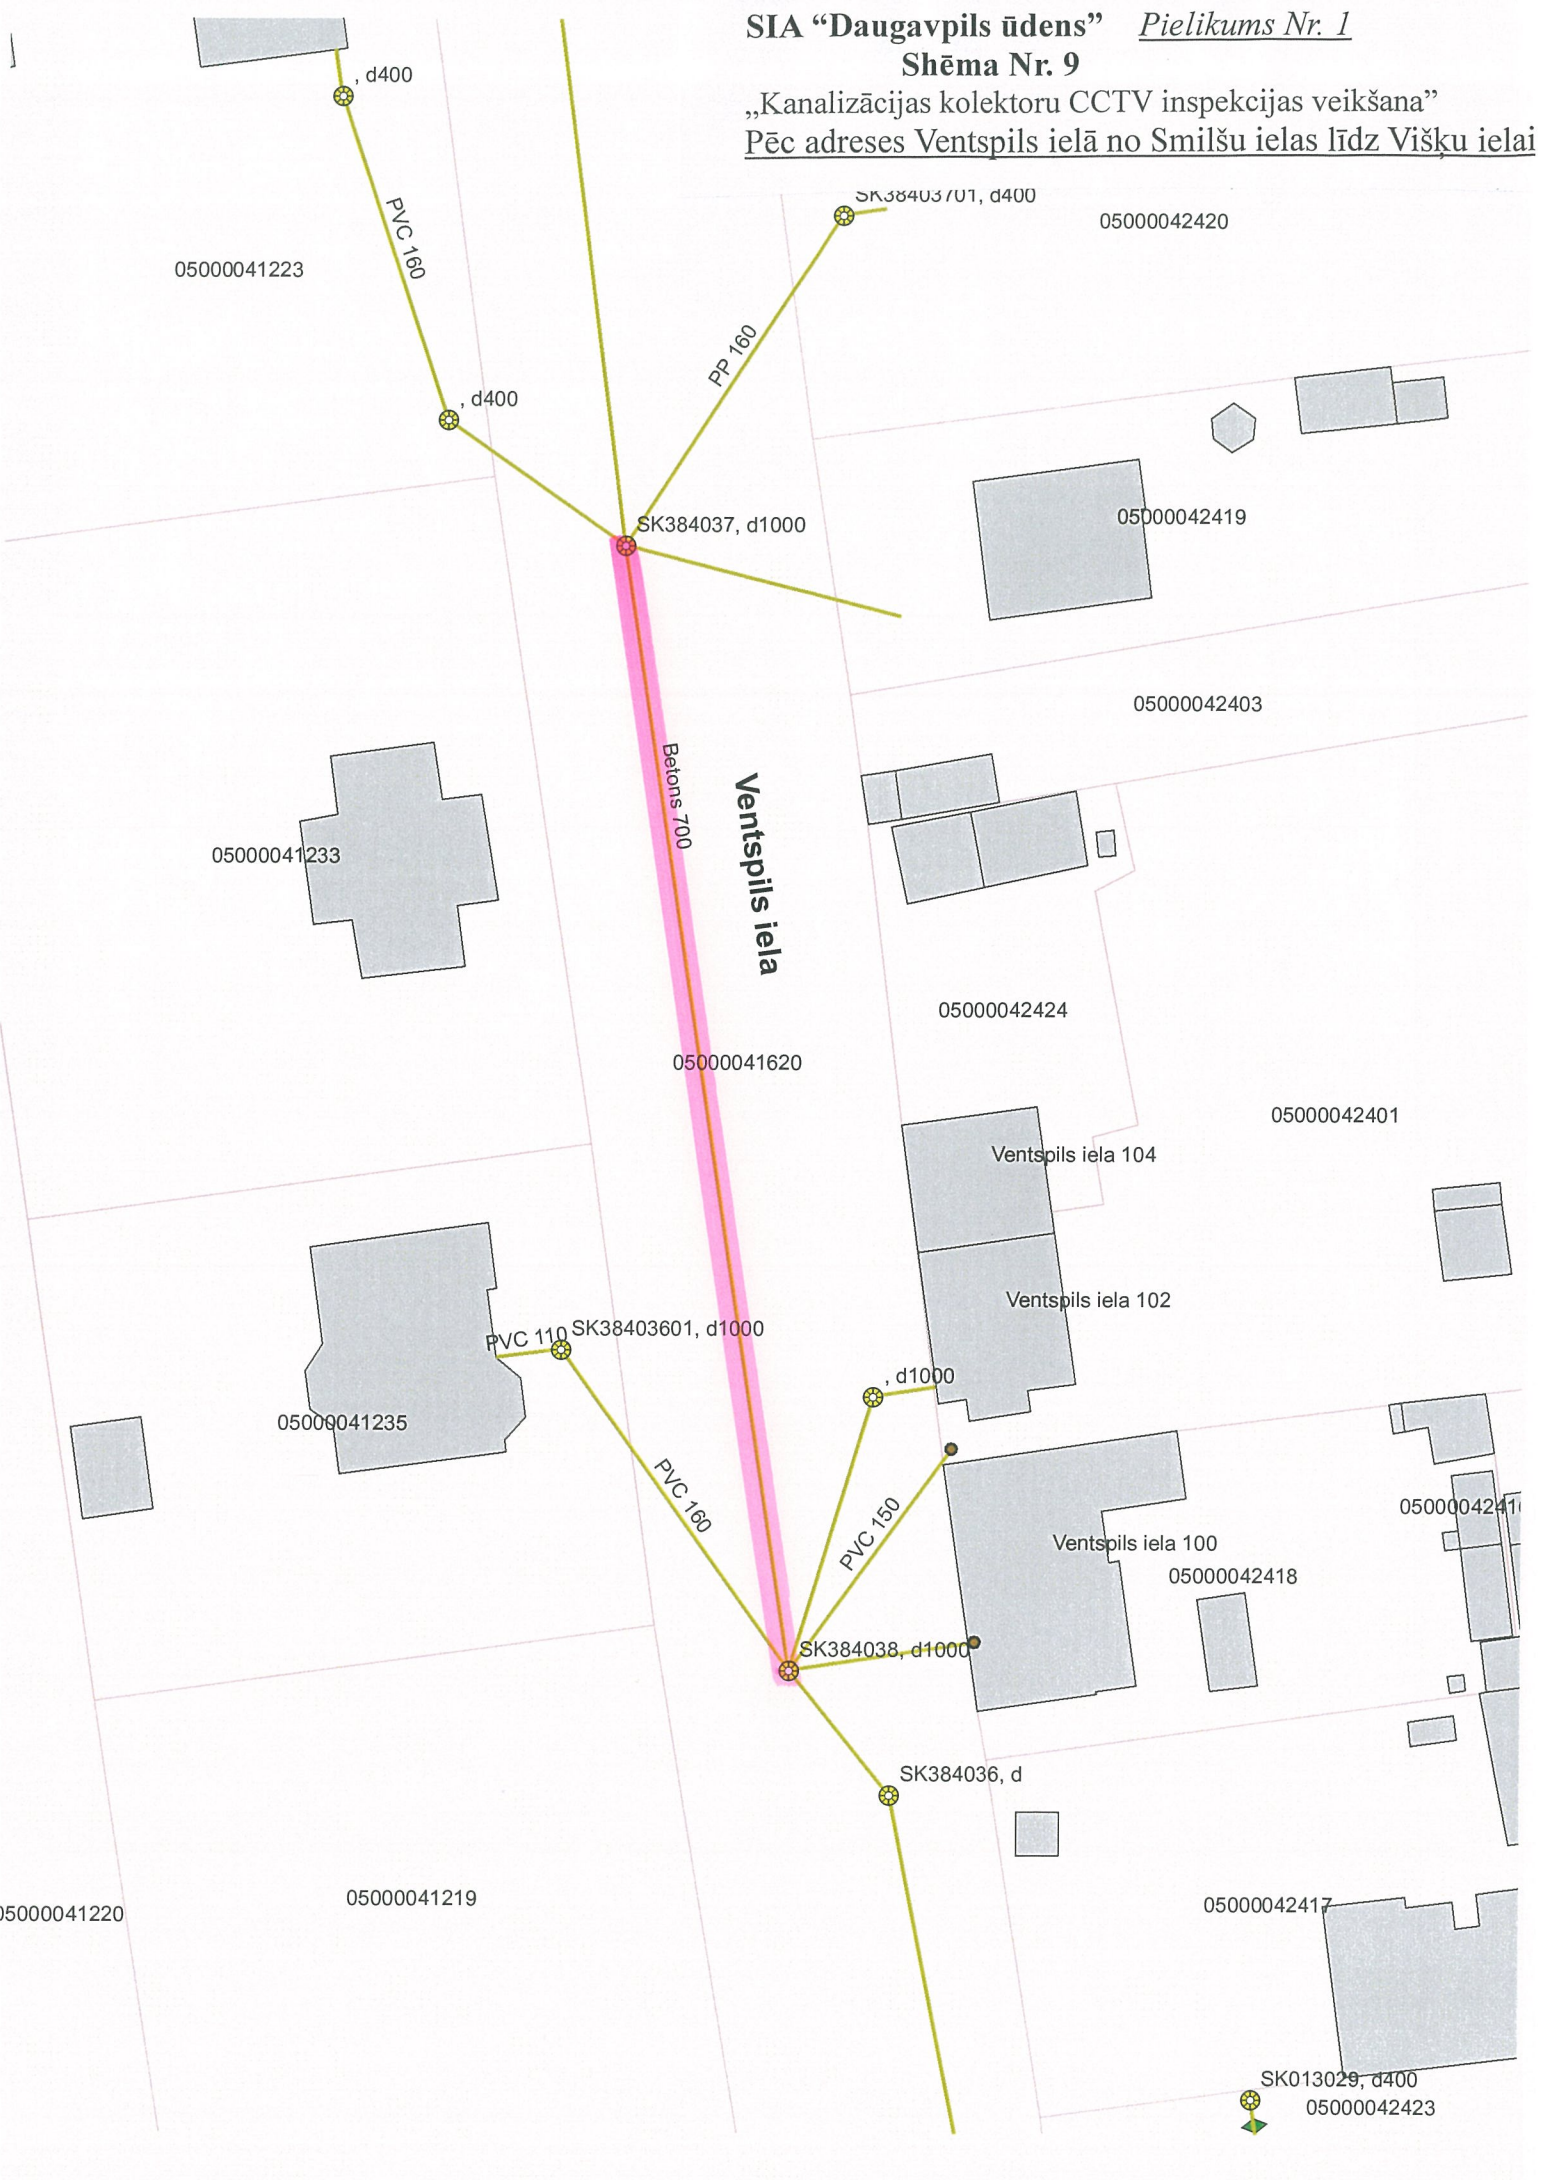 SIA “Daugavpils ūdens” Pielikums Nr. 1
Shēma Nr. 9
„Kanalizācijas kolektoru CCTV inspekcijas veikšana”
Pēc adreses Ventspils ielā no Smilšu ielas līdz Višķu ielai
, d400
SK38403701, d400
05000042420
PVC 160
05000041223
PP 160
, d400
SK384037, d1000
05000042419
05000042403
Betons 700
Ventspils iela
05000041233
05000042424
05000041620
05000042401
Ventspils iela 104
Ventspils iela 102
PVC 110
SK38403601, d1000
, d1000
05000041235
PVC 160
PVC 150
0500004241
Ventspils iela 100
05000042418
SK384038, d1000
SK384036, d
05000041219
05000042417
05000041220
SK013029, d400
05000042423